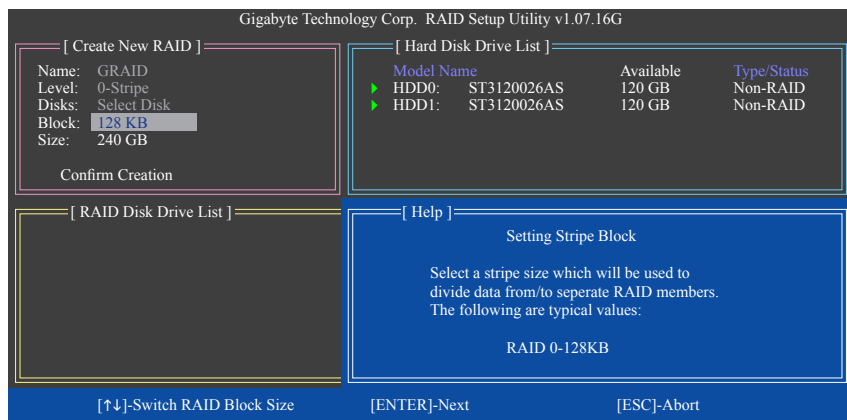 Gigabyte Technology Corp. RAID Setup Utility v1.07.16G
[ Create New RAID ]
Name: GRAID
Level: 0-Stripe
Disks: Select Disk
Block: 128 KB
Size: 240 GB
Confirm Creation
[ Hard Disk Drive List ]
Model Name Available Type/Status
HDD0: ST3120026AS 120 GB Non-RAID
HDD1: ST3120026AS 120 GB Non-RAID
[ RAID Disk Drive List ]
[ Help ]
Setting Stripe Block
Select a stripe size which will be used to
divide data from/to seperate RAID members.
The following are typical values:
RAID 0-128KB
[↑↓]-Switch RAID Block Size [ENTER]-Next [ESC]-Abort